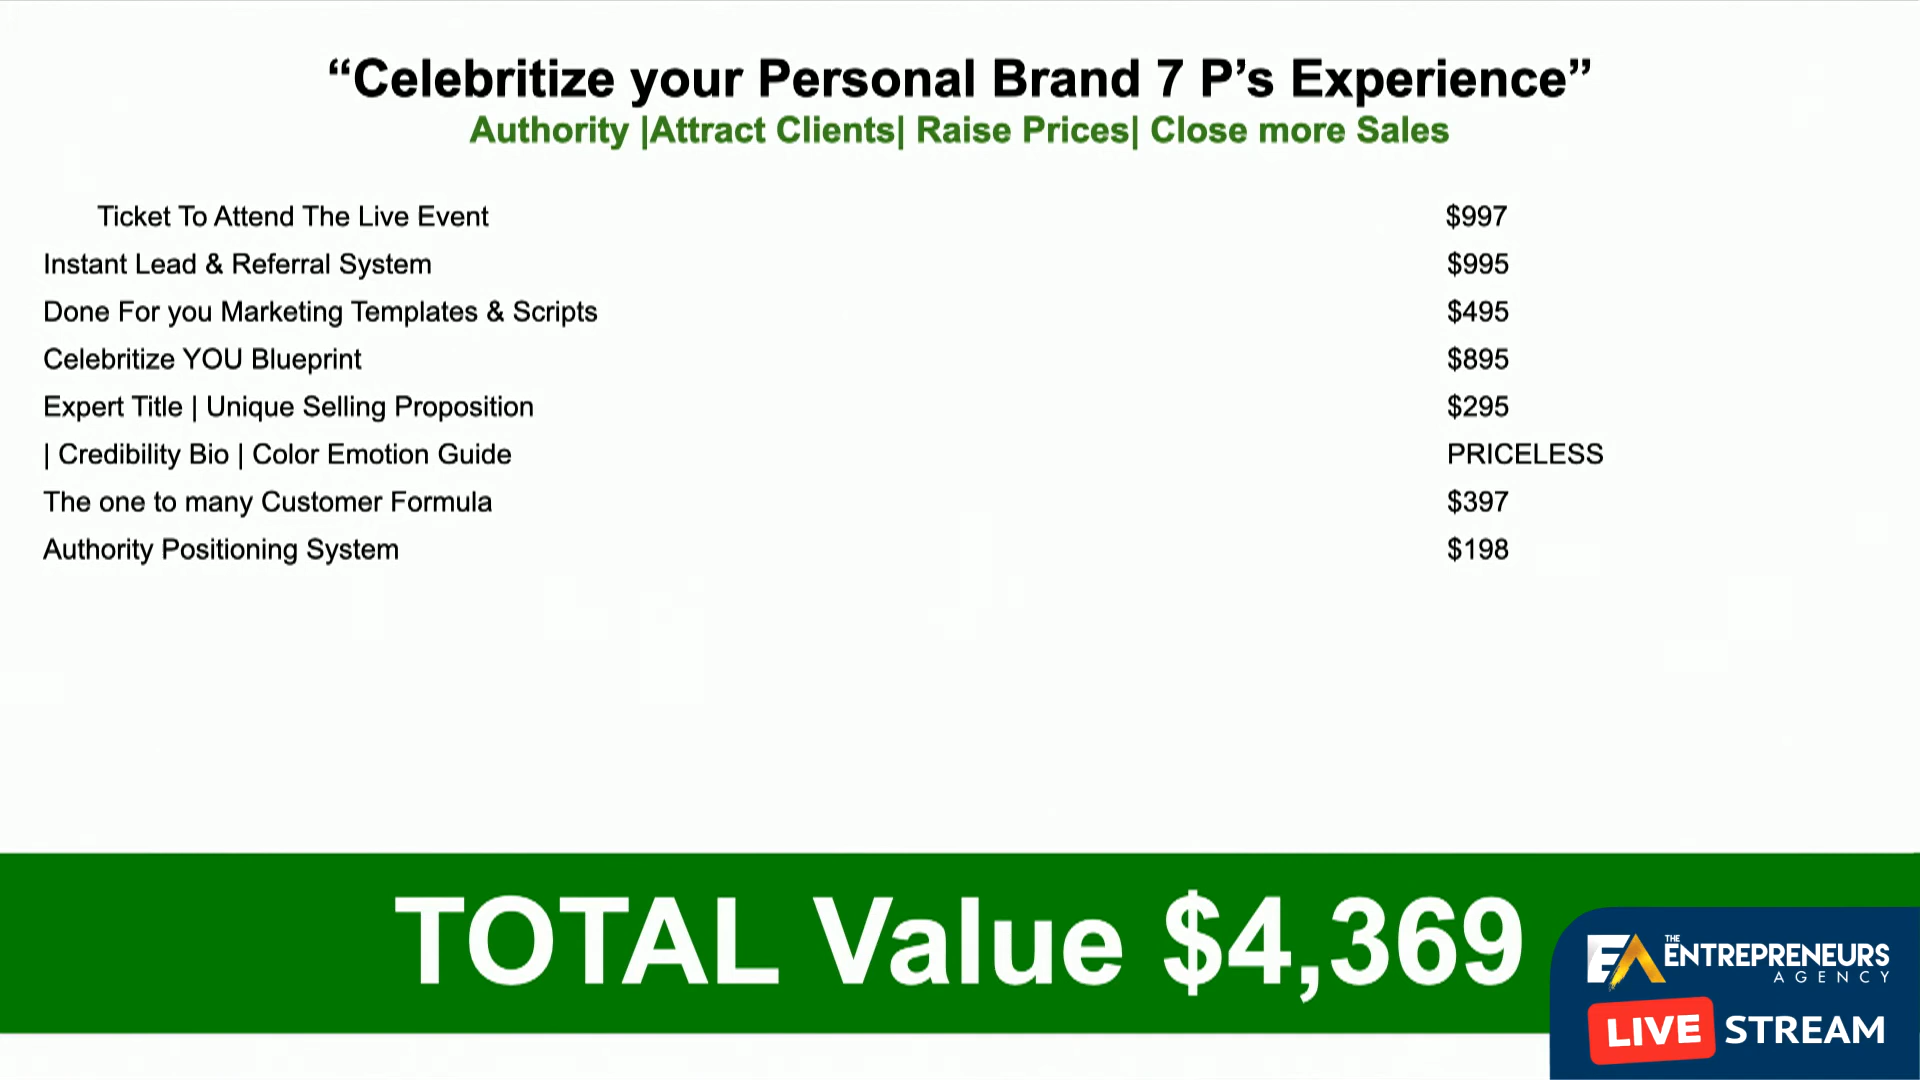 “Celebritize your Personal Brand 7 P’s Experience”
Authority |Attract Clients| Raise Prices| Close more Sales
Ticket To Attend The Live Event $997
Instant Lead & Referral System $995
Done For you Marketing Templates & Scripts $495
Celebritize YOU Blueprint $895
Expert Title | Unique Selling Proposition $295
| Credibility Bio | Color Emotion Guide PRICELESS
The one to many Customer Formula $397
Authority Positioning System $198
TOTAL Value $4,369
EA THE ENTREPRENEURS
AGENCY
LIVE STREAM